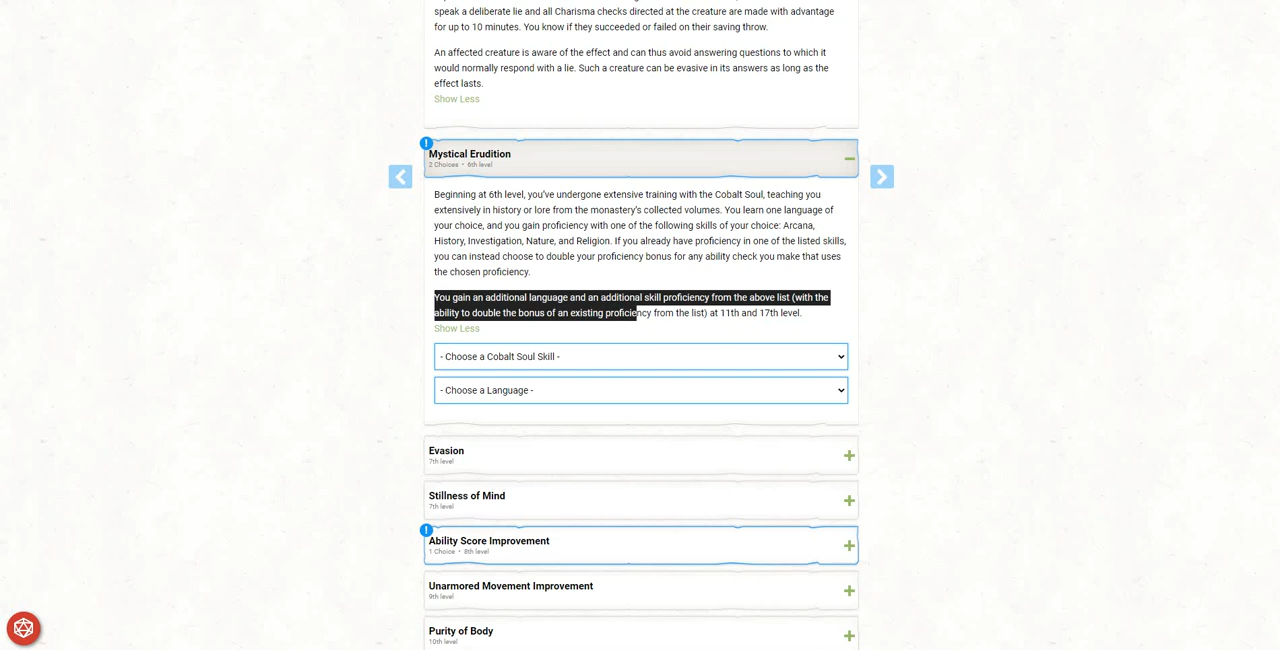 speak a deliberate lie and all Charisma checks directed at the creature are made with advantage
for up to 10 minutes. You know if they succeeded or failed on their saving throw.
An affected creature is aware of the effect and can thus avoid answering questions to which it
would normally respond with a lie. Such a creature can be evasive in its answers as long as the
effect lasts.
Show Less
!
Mystical Erudition
2 Choices • 6th level
Beginning at 6th level, you've undergone extensive training with the Cobalt Soul, teaching you
extensively in history or lore from the monastery's collected volumes. You learn one language of
your choice, and you gain proficiency with one of the following skills of your choice: Arcana,
History, Investigation, Nature, and Religion. If you already have proficiency in one of the listed skills,
you can instead choose to double your proficiency bonus for any ability check you make that uses
the chosen proficiency.
You gain an additional language and an additional skill proficiency from the above list (with the
ability to double the bonus of an existing proficiency from the list) at 11th and 17th level.
Show Less
- Choose a Cobalt Soul Skill -
- Choose a Language -
Evasion
7th level
Stillness of Mind
7th level
!
Ability Score Improvement
1 Choice • 8th level
Unarmored Movement Improvement
9th level
Purity of Body
10th level